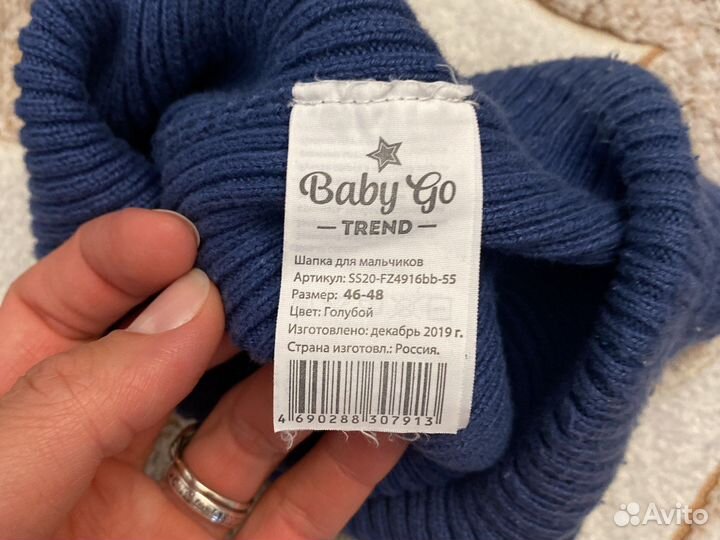 Baby Go
TREND
Шапка для мальчиков
Артикул: SS20-FZ4916bb-55
Размер: 46-48
Цвет: Голубой
Изготовлено: декабрь 2019 г.
Страна изготовл.: Россия.
4 690288 307913
Avito